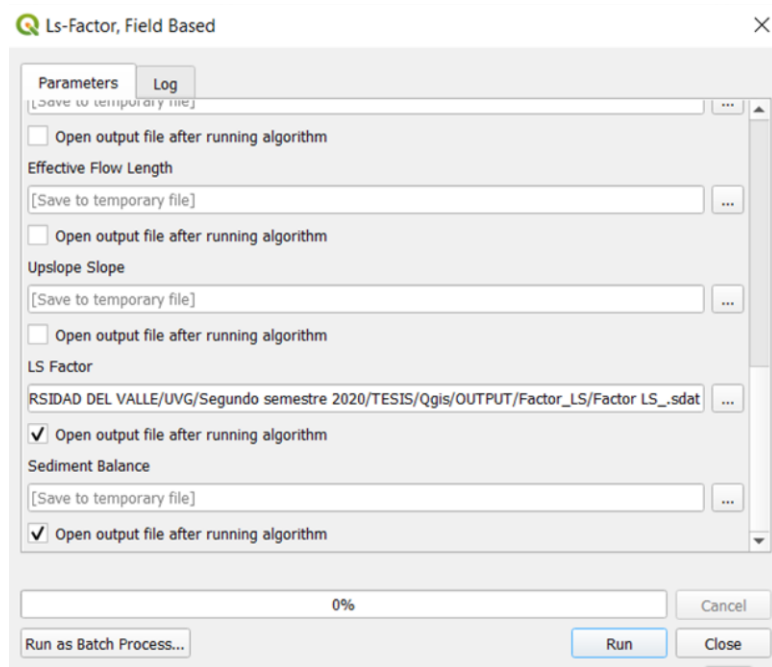 Ls-Factor, Field Based
Parameters
Log
[Save to temporary file]
...
Open output file after running algorithm
Effective Flow Length
[Save to temporary file]
...
Open output file after running algorithm
Upslope Slope
[Save to temporary file]
...
Open output file after running algorithm
LS Factor
RSIDAD DEL VALLE/UVG/Segundo semestre 2020/TESIS/Qgis/OUTPUT/Factor_LS/Factor LS_.sdat
...
Open output file after running algorithm
Sediment Balance
[Save to temporary file]
...
Open output file after running algorithm
0%
Cancel
Run as Batch Process...
Run
Close